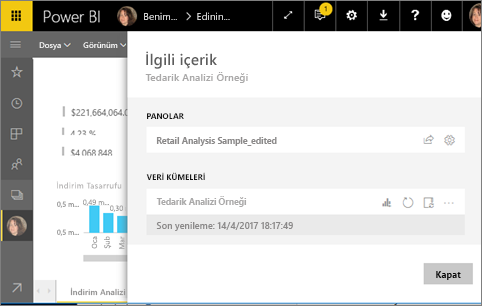 Power BI
Benim...
Edinin...
1
Dosya
Görünüm
$221,664,064.0
4,23 %
$4.068.848
İndirim Tasarrufu
0,5 m...
0,49 m...
0,30
0,5 m...
Oca
Şub
Mar
İndirim Analizi
İlgili içerik
Tedarik Analizi Örneği
PANOLAR
Retail Analysis Sample_edited
VERİ KÜMELERİ
Tedarik Analizi Örneği
Son yenileme: 14/4/2017 18:17:49
Kapat